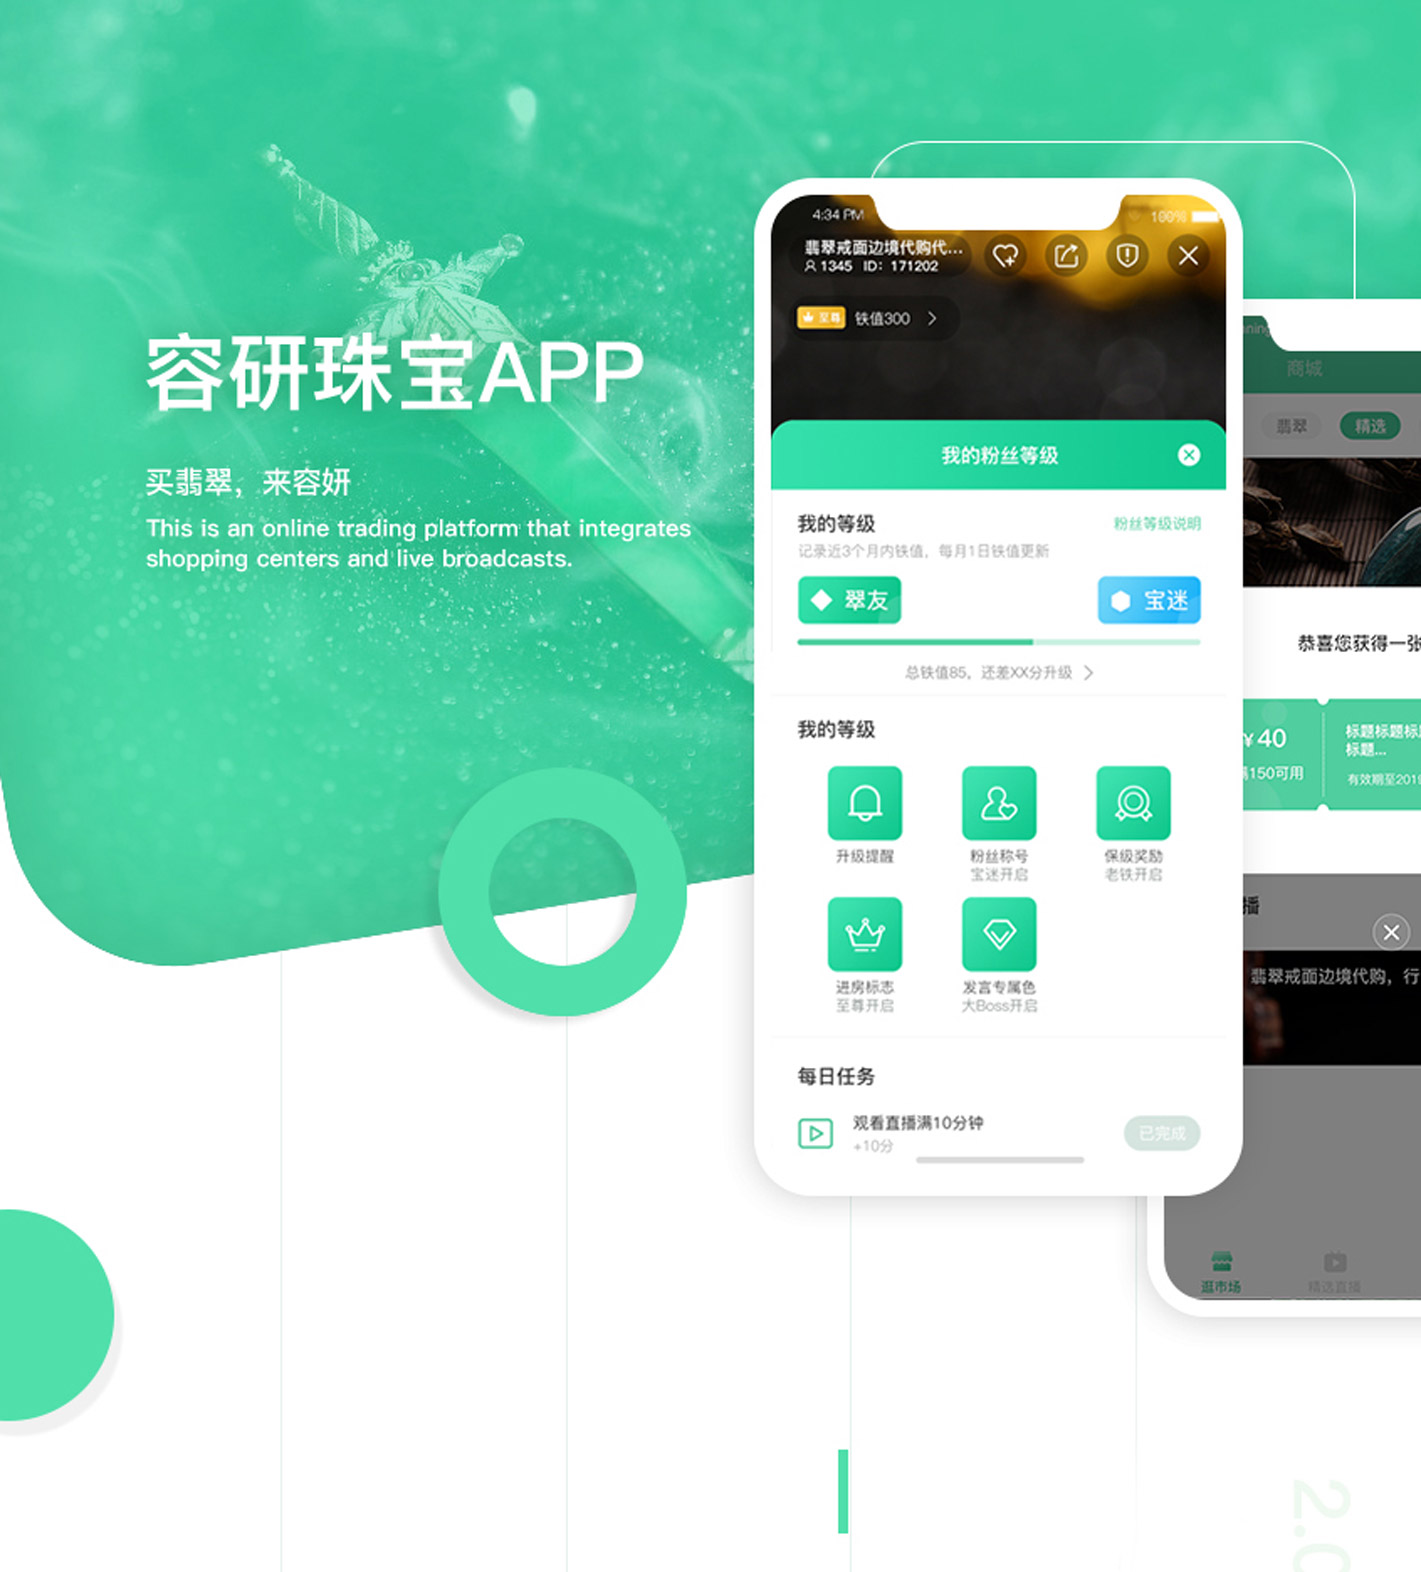 容研珠宝APP
买翡翠，来容妍
This is an online trading platform that integrates
shopping centers and live broadcasts.
4:34 PM
100%
翡翠戒面边境代购代...
1345 ID：171202
至尊 铁值300
我的粉丝等级
我的等级
粉丝等级说明
记录近3个月内铁值，每月1日铁值更新
翠友
宝迷
总铁值85，还差XX分升级
我的等级
升级提醒
粉丝称号
宝迷开启
保级奖励
老铁开启
进房标志
至尊开启
发言专属色
大Boss开启
每日任务
观看直播满10分钟
+10分
已完成
商城
翡翠
精选
恭喜您获得一张
¥40
150可用
标题标题标
标题...
有效期至201
播
翡翠戒面边境代购，行
逛市场
精选直播
2.0